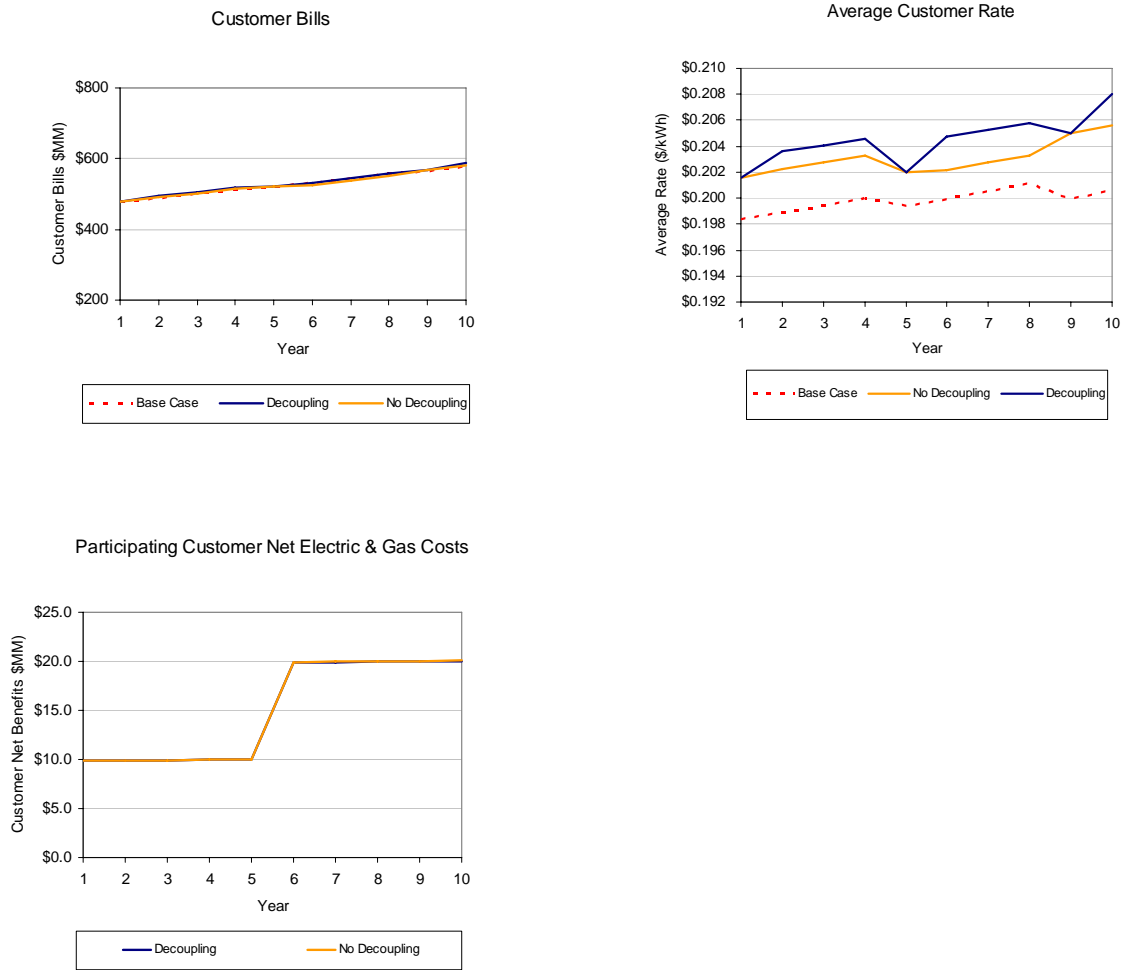 Customer Bills
$800
$600
$400
$200
Customer Bills $MM)
1 2 3 4 5 6 7 8 9 10
Year
Base Case Decoupling No Decoupling
Average Customer Rate
$0.210
$0.208
$0.206
$0.204
$0.202
$0.200
$0.198
$0.196
$0.194
$0.192
Average Rate ($/kWh)
1 2 3 4 5 6 7 8 9 10
Year
Base Case No Decoupling Decoupling
Participating Customer Net Electric & Gas Costs
$25.0
$20.0
$15.0
$10.0
$5.0
$0.0
Customer Net Benefits $MM)
1 2 3 4 5 6 7 8 9 10
Year
Decoupling No Decoupling